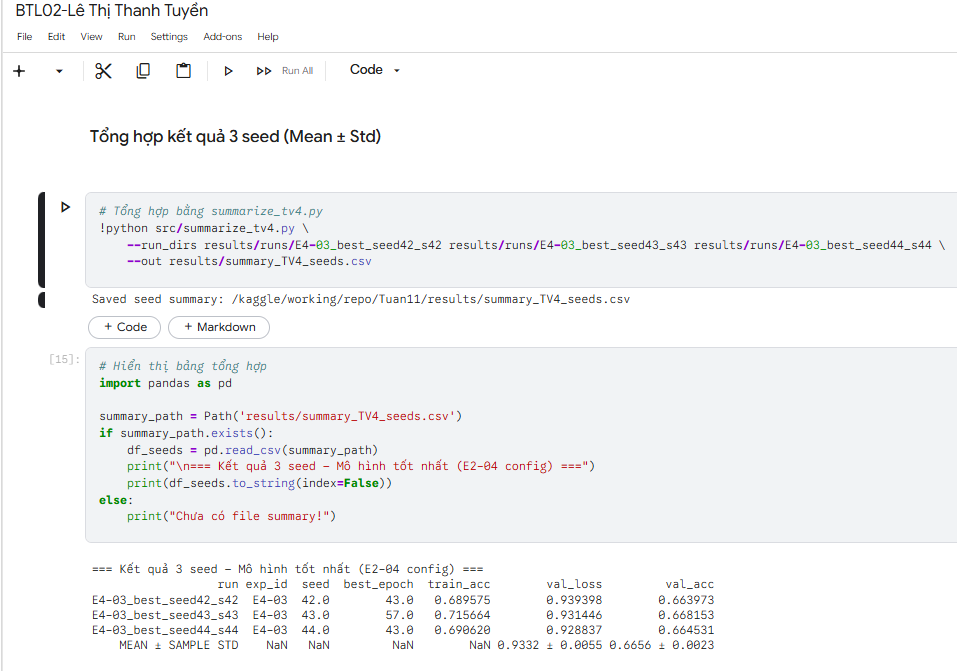 BTL02-Lê Thị Thanh Tuyền
File Edit View Run Settings Add-ons Help
Run All Code
Tổng hợp kết quả 3 seed (Mean ± Std)
# Tổng hợp bằng summarize_tv4.py
!python src/summarize_tv4.py \
--run_dirs results/runs/E4-03_best_seed42_s42 results/runs/E4-03_best_seed43_s43 results/runs/E4-03_best_seed44_s44 \
--out results/summary_TV4_seeds.csv
Saved seed summary: /kaggle/working/repo/Tuan11/results/summary_TV4_seeds.csv
+ Code + Markdown
[15]:
# Hiển thị bảng tổng hợp
import pandas as pd
summary_path = Path('results/summary_TV4_seeds.csv')
if summary_path.exists():
df_seeds = pd.read_csv(summary_path)
print("\n=== Kết quả 3 seed – Mô hình tốt nhất (E2-04 config) ===")
print(df_seeds.to_string(index=False))
else:
print("Chưa có file summary!")
=== Kết quả 3 seed – Mô hình tốt nhất (E2-04 config) ===
run exp_id seed best_epoch train_acc val_loss val_acc
E4-03_best_seed42_s42 E4-03 42.0 43.0 0.689575 0.939398 0.663973
E4-03_best_seed43_s43 E4-03 43.0 57.0 0.715664 0.931446 0.668153
E4-03_best_seed44_s44 E4-03 44.0 43.0 0.690620 0.928837 0.664531
MEAN ± SAMPLE STD NaN NaN NaN NaN 0.9332 ± 0.0055 0.6656 ± 0.0023